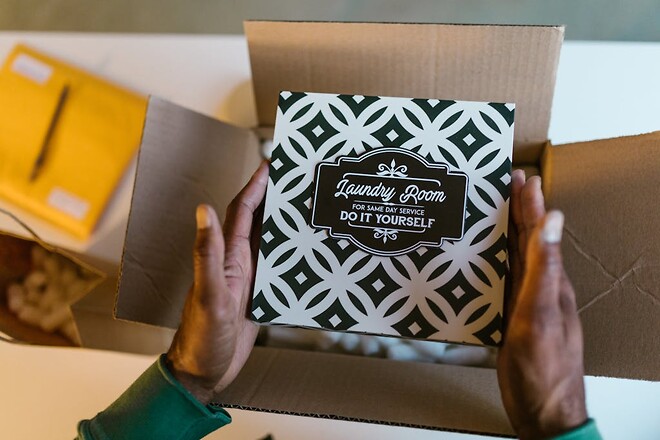 Laundry Room
FOR SAME DAY SERVICE
DO IT YOURSELF